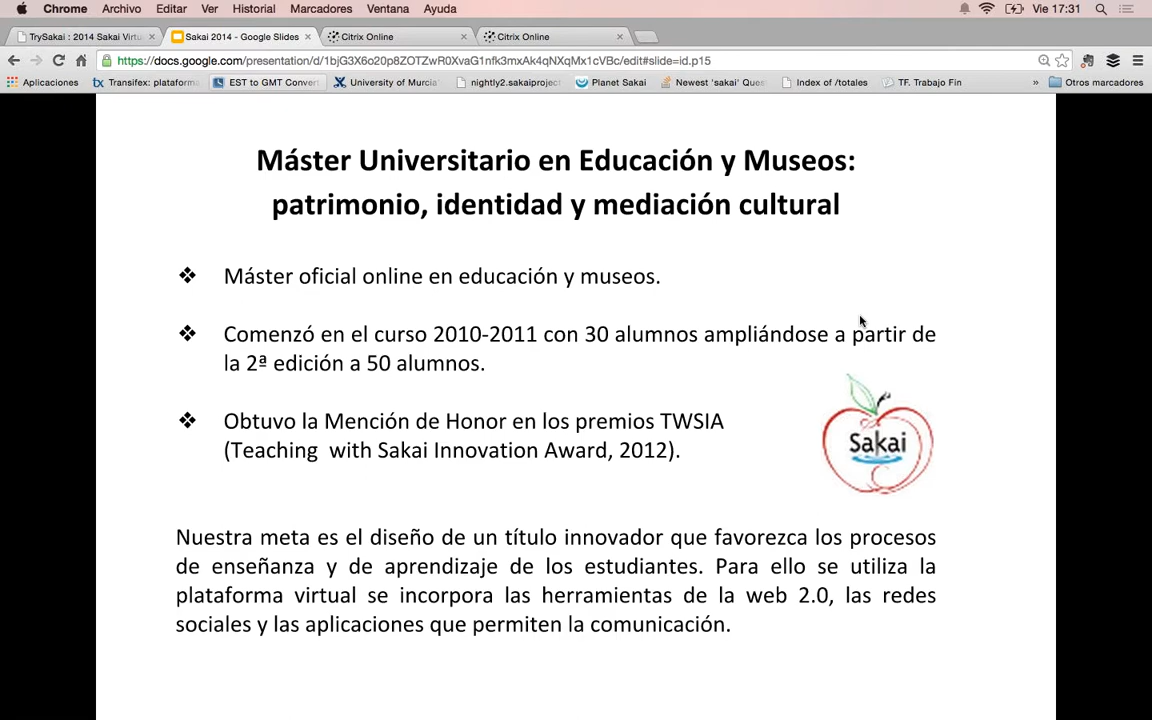 Chrome Archivo Editar Ver Historial Marcadores Ventana Ayuda Vie 17:31
TrySakai : 2014 Sakai Virtu Sakai 2014 - Google Slides Citrix Online Citrix Online
https://docs.google.com/presentation/d/1bjG3X6o20p8ZOTZwR0XvaG1nfk3mxAk4qNXqMx1cVBc/edit#slide=id.p15
Aplicaciones Transifex: plataforma EST to GMT Convert University of Murcia nightly2.sakaiproject Planet Sakai Newest 'sakai' Ques Index of /totales TF. Trabajo Fin » Otros marcadores
Máster Universitario en Educación y Museos:
patrimonio, identidad y mediación cultural
❖ Máster oficial online en educación y museos.
❖ Comenzó en el curso 2010-2011 con 30 alumnos ampliándose a partir de
la 2ª edición a 50 alumnos.
❖ Obtuvo la Mención de Honor en los premios TWSIA
(Teaching with Sakai Innovation Award, 2012).
Sakai
Nuestra meta es el diseño de un título innovador que favorezca los procesos
de enseñanza y de aprendizaje de los estudiantes. Para ello se utiliza la
plataforma virtual se incorpora las herramientas de la web 2.0, las redes
sociales y las aplicaciones que permiten la comunicación.